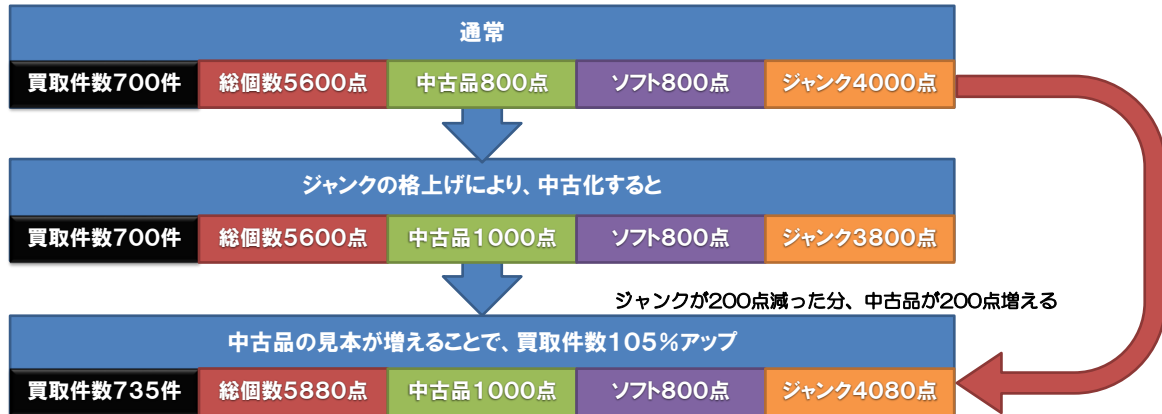 通常
買取件数700件 総個数5600点 中古品800点 ソフト800点 ジャンク4000点
ジャンクの格上げにより、中古化すると
買取件数700件 総個数5600点 中古品1000点 ソフト800点 ジャンク3800点
ジャンクが200点減った分、中古品が200点増える
中古品の見本が増えることで、買取件数105%アップ
買取件数735件 総個数5880点 中古品1000点 ソフト800点 ジャンク4080点